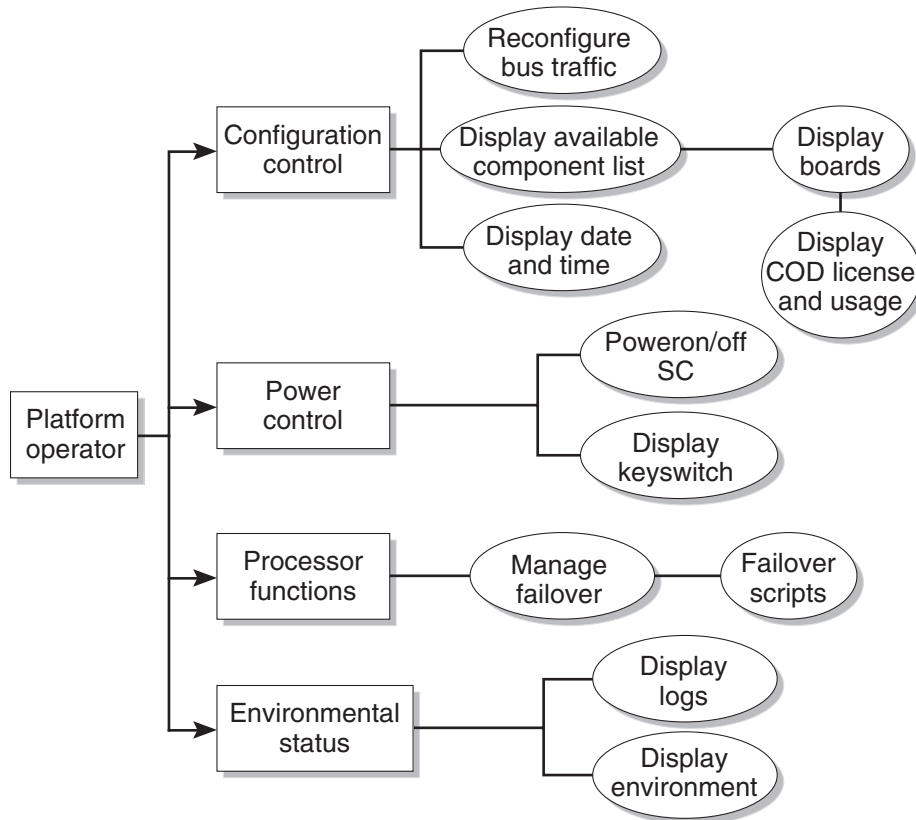 Reconfigure
bus traffic
Configuration
control
Display available
component list
Display
boards
Display date
and time
Display
COD license
and usage
Poweron/off
SC
Platform
operator
Power
control
Display
keyswitch
Processor
functions
Manage
failover
Failover
scripts
Display
logs
Environmental
status
Display
environment